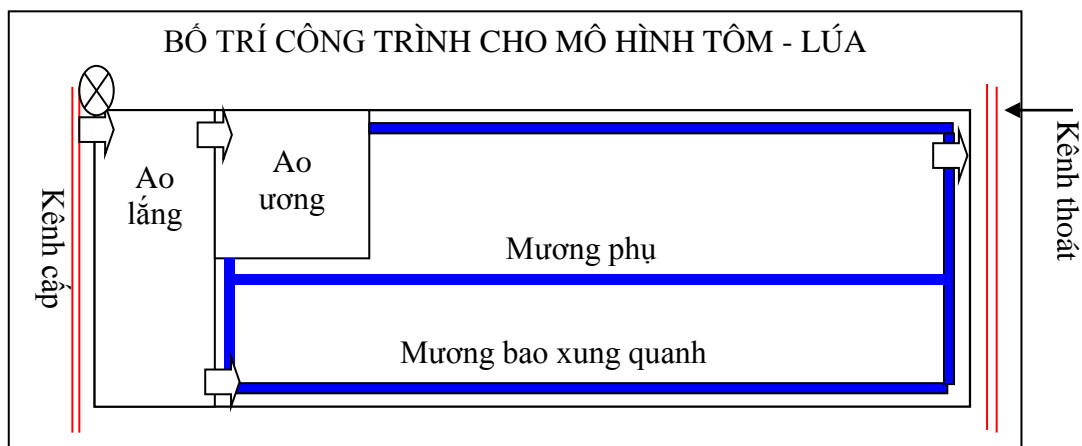 BỐ TRÍ CÔNG TRÌNH CHO MÔ HÌNH TÔM - LÚA
Kênh cấp
Ao
lắng
Ao
ương
Mương phụ
Mương bao xung quanh
Kênh thoát